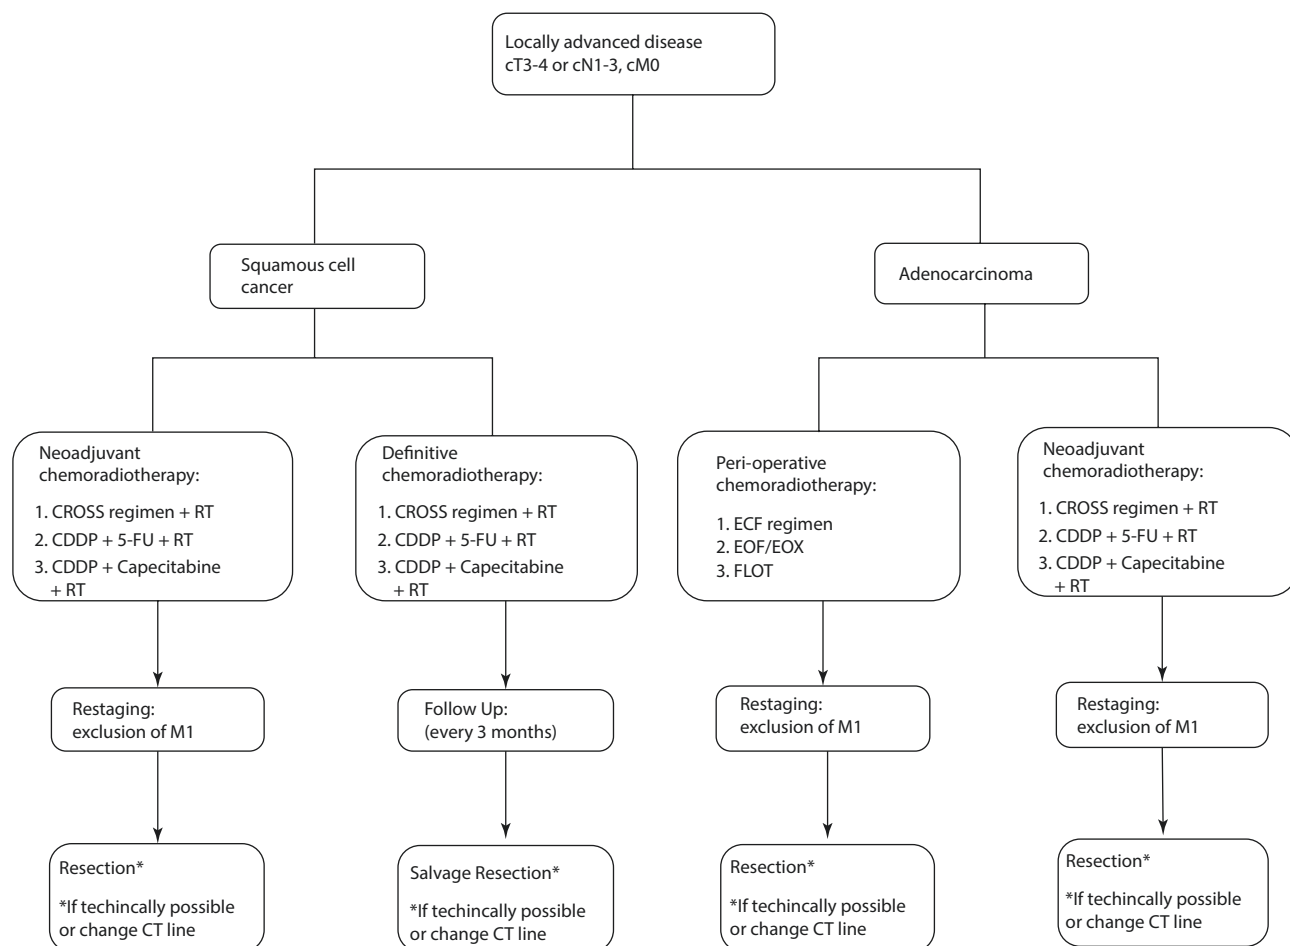 Locally advanced disease
cT3-4 or cN1-3, cM0
Squamous cell
cancer
Adenocarcinoma
Neoadjuvant
chemoradiotherapy:
1. CROSS regimen + RT
2. CDDP + 5-FU + RT
3. CDDP + Capecitabine
+ RT
Definitive
chemoradiotherapy:
1. CROSS regimen + RT
2. CDDP + 5-FU + RT
3. CDDP + Capecitabine
+ RT
Peri-operative
chemoradiotherapy:
1. ECF regimen
2. EOF/EOX
3. FLOT
Neoadjuvant
chemoradiotherapy:
1. CROSS regimen + RT
2. CDDP + 5-FU + RT
3. CDDP + Capecitabine
+ RT
Restaging:
exclusion of M1
Follow Up:
(every 3 months)
Restaging:
exclusion of M1
Restaging:
exclusion of M1
Resection*
*If techincally possible
or change CT line
Salvage Resection*
*If techincally possible
or change CT line
Resection*
*If techincally possible
or change CT line
Resection*
*If techincally possible
or change CT line